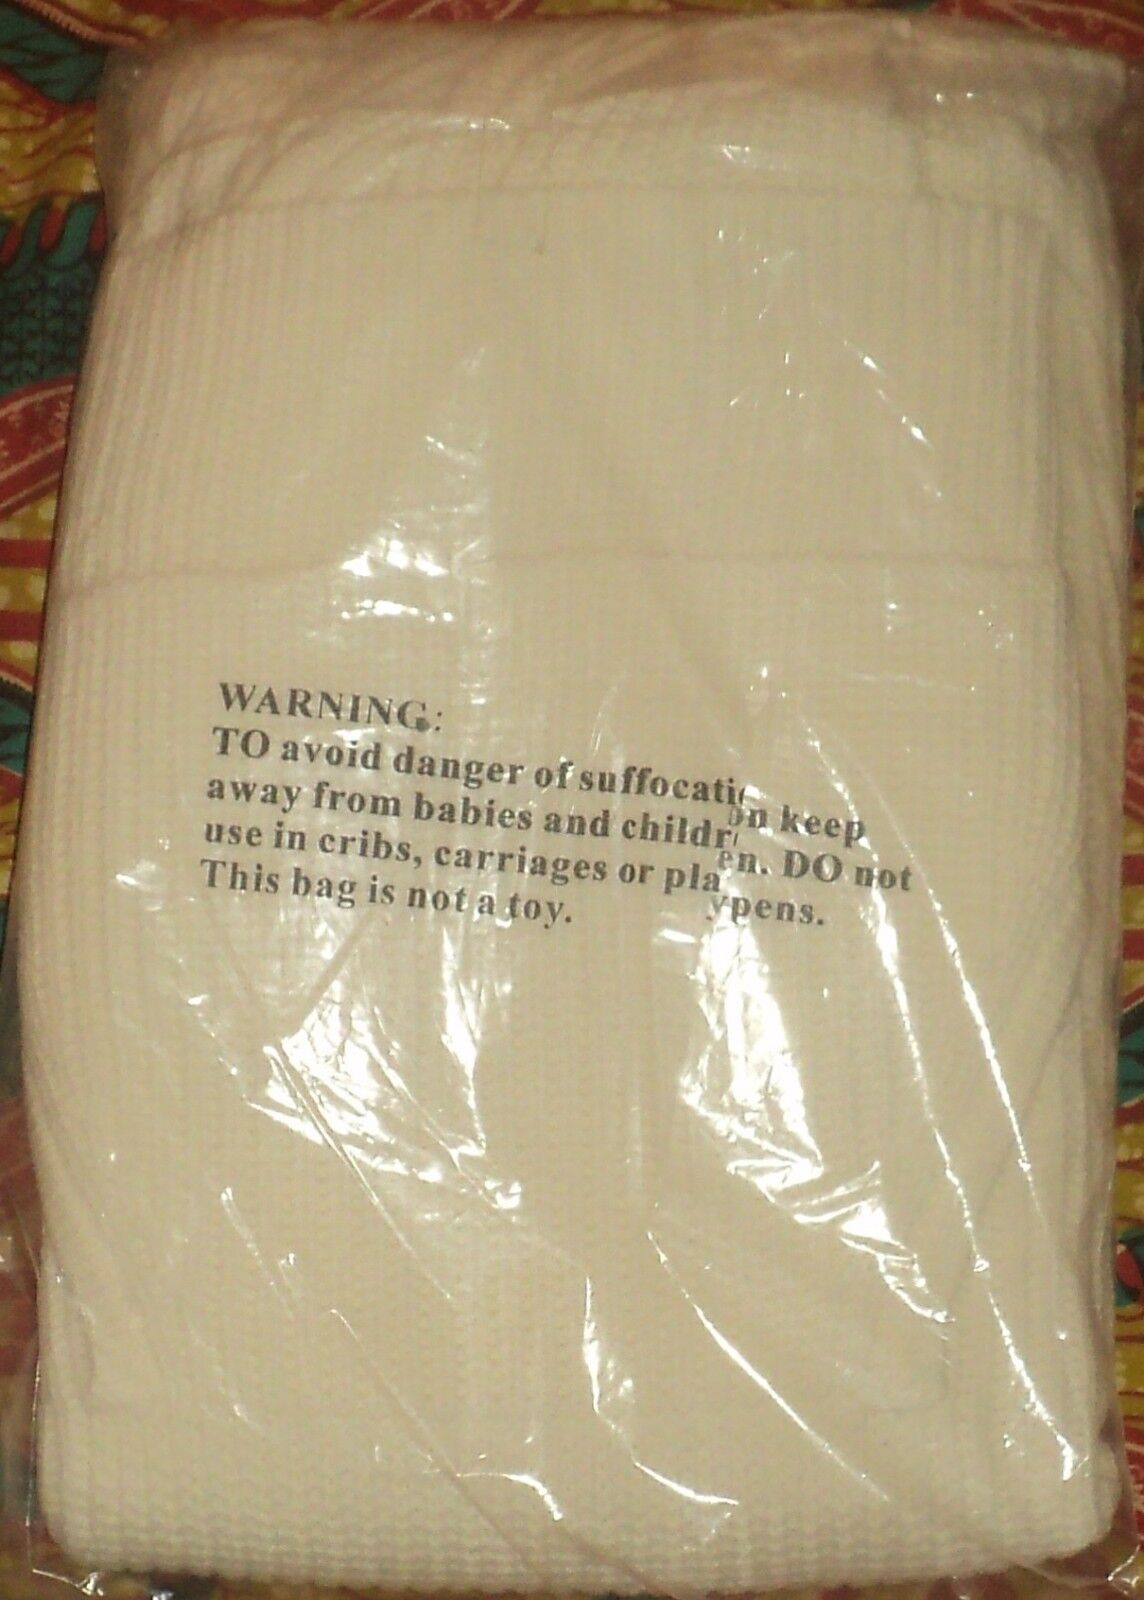 WARNING:
TO avoid danger of suffocation keep
away from babies and children. DO not
use in cribs, carriages or playpens.
This bag is not a toy.